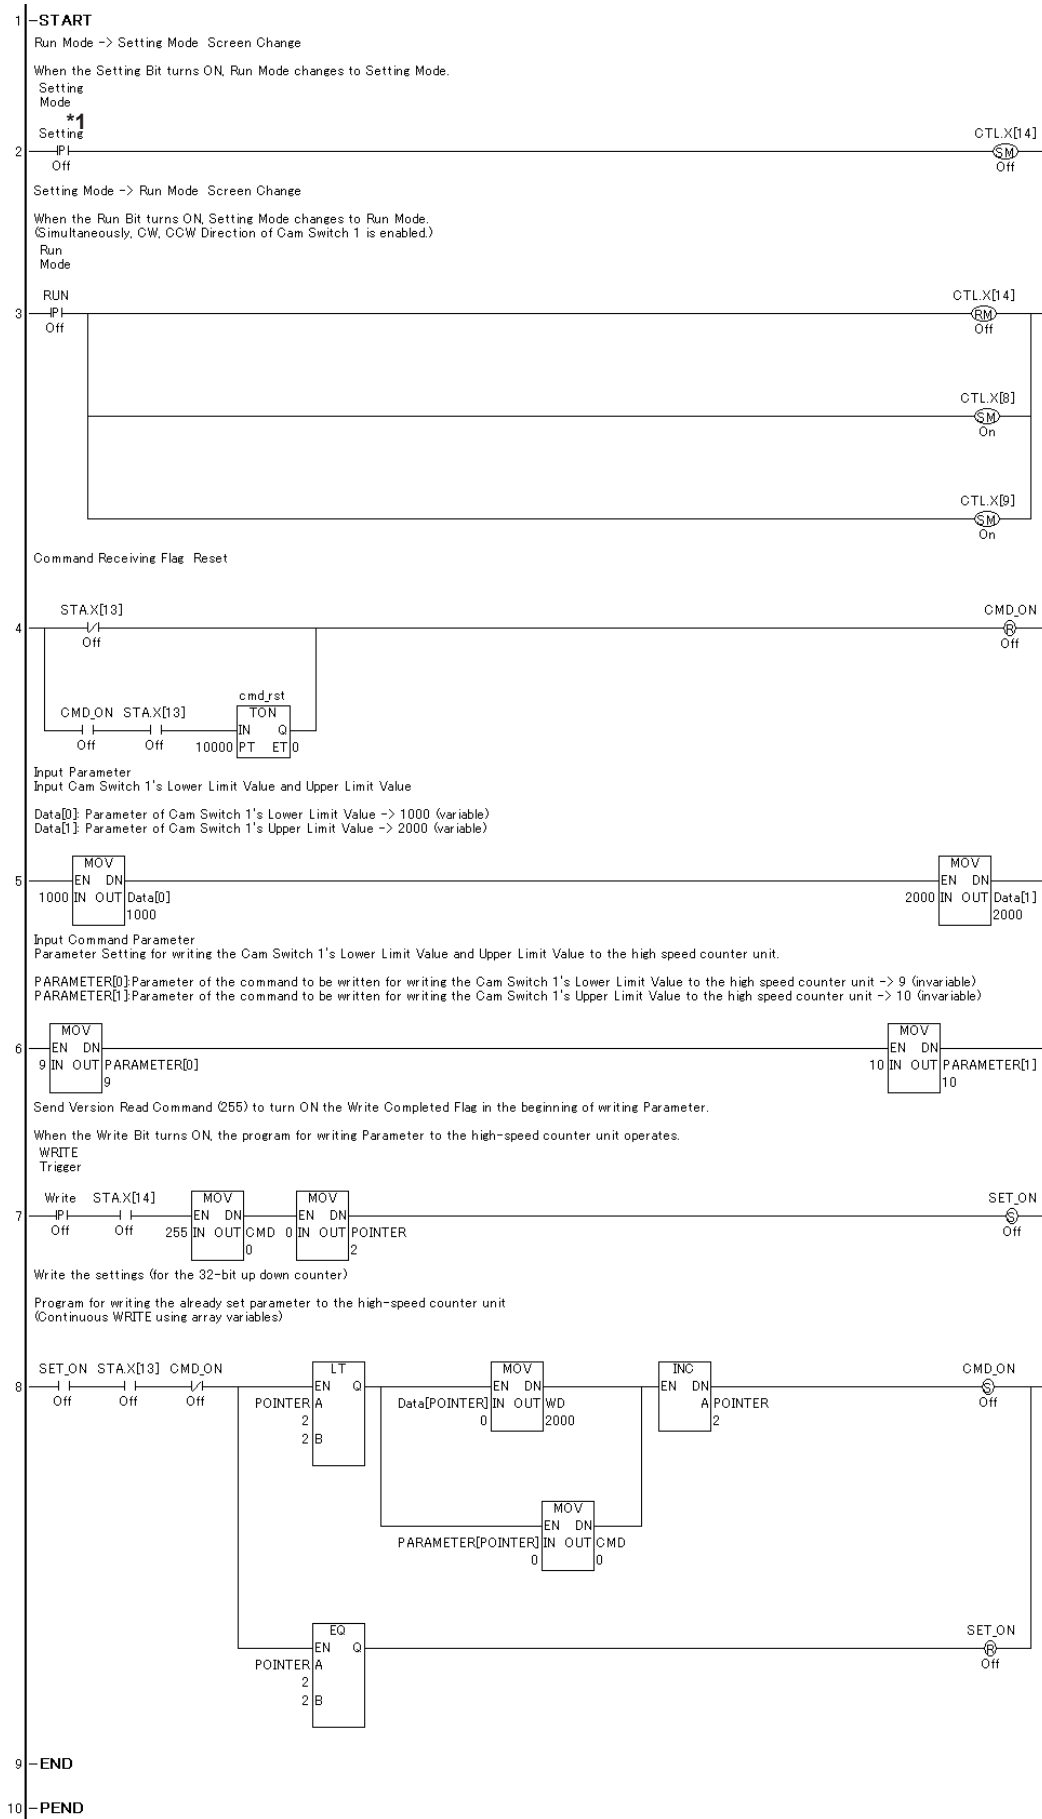 1 START
Run Mode -> Setting Mode Screen Change
When the Setting Bit turns ON, Run Mode changes to Setting Mode.
Setting
Mode
*1
Setting CTL.X[14]
2 P SM
Off Off
Setting Mode -> Run Mode Screen Change
When the Run Bit turns ON, Setting Mode changes to Run Mode.
(Simultaneously, CW, CCW Direction of Cam Switch 1 is enabled.)
Run
Mode
RUN CTL.X[14]
3 P RM
Off Off
CTL.X[8]
SM
On
CTL.X[9]
SM
On
Command Receiving Flag Reset
STA.X[13] CMD_ON
4 R
Off Off
cmd_rst
CMD_ON STA.X[13] TON
IN Q
Off Off 10000 PT ET 0
Input Parameter
Input Cam Switch 1's Lower Limit Value and Upper Limit Value
Data[0]: Parameter of Cam Switch 1's Lower Limit Value -> 1000 (variable)
Data[1]: Parameter of Cam Switch 1's Upper Limit Value -> 2000 (variable)
MOV MOV
5 EN DN EN DN
1000 IN OUT Data[0] 2000 IN OUT Data[1]
1000 2000
Input Command Parameter
Parameter Setting for writing the Cam Switch 1's Lower Limit Value and Upper Limit Value to the high speed counter unit.
PARAMETER[0]:Parameter of the command to be written for writing the Cam Switch 1's Lower Limit Value to the high speed counter unit -> 9 (invariable)
PARAMETER[1]:Parameter of the command to be written for writing the Cam Switch 1's Upper Limit Value to the high speed counter unit -> 10 (invariable)
MOV MOV
6 EN DN EN DN
9 IN OUT PARAMETER[0] 10 IN OUT PARAMETER[1]
9 10
Send Version Read Command (255) to turn ON the Write Completed Flag in the beginning of writing Parameter.
When the Write Bit turns ON, the program for writing Parameter to the high-speed counter unit operates.
WRITE
Trigger
Write STA.X[14] MOV MOV SET_ON
7 P EN DN EN DN S
Off Off 255 IN OUT CMD 0 IN OUT POINTER Off
0 2
Write the settings (for the 32-bit up down counter)
Program for writing the already set parameter to the high-speed counter unit
(Continuous WRITE using array variables)
SET_ON STA.X[13] CMD_ON LT MOV INC CMD_ON
8 EN Q EN DN EN DN S
Off Off Off POINTER A Data[POINTER] IN OUT WD A POINTER Off
2 0 2000 2
2 B
MOV
EN DN
PARAMETER[POINTER] IN OUT CMD
0 0
EQ SET_ON
EN Q R
POINTER A Off
2
2 B
9 END
10 PEND